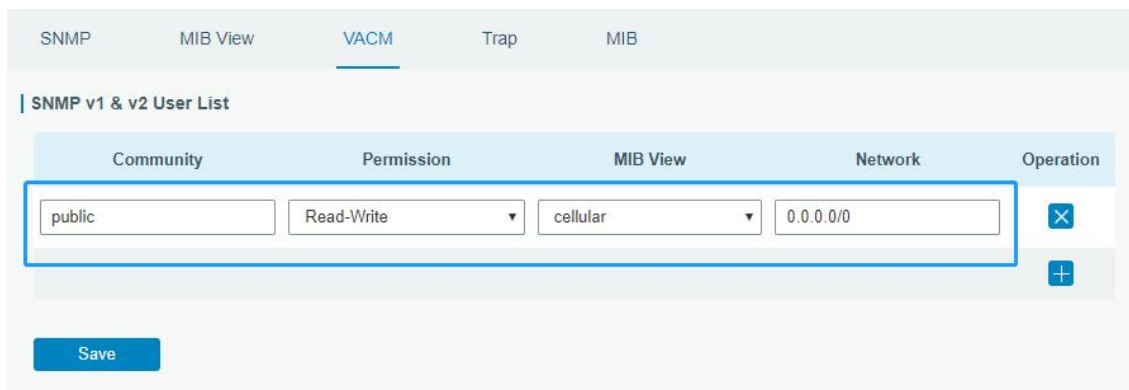 SNMP MIB View VACM Trap MIB
SNMP v1 & v2 User List
Community Permission MIB View Network Operation
public Read-Write cellular 0.0.0.0/0
Save